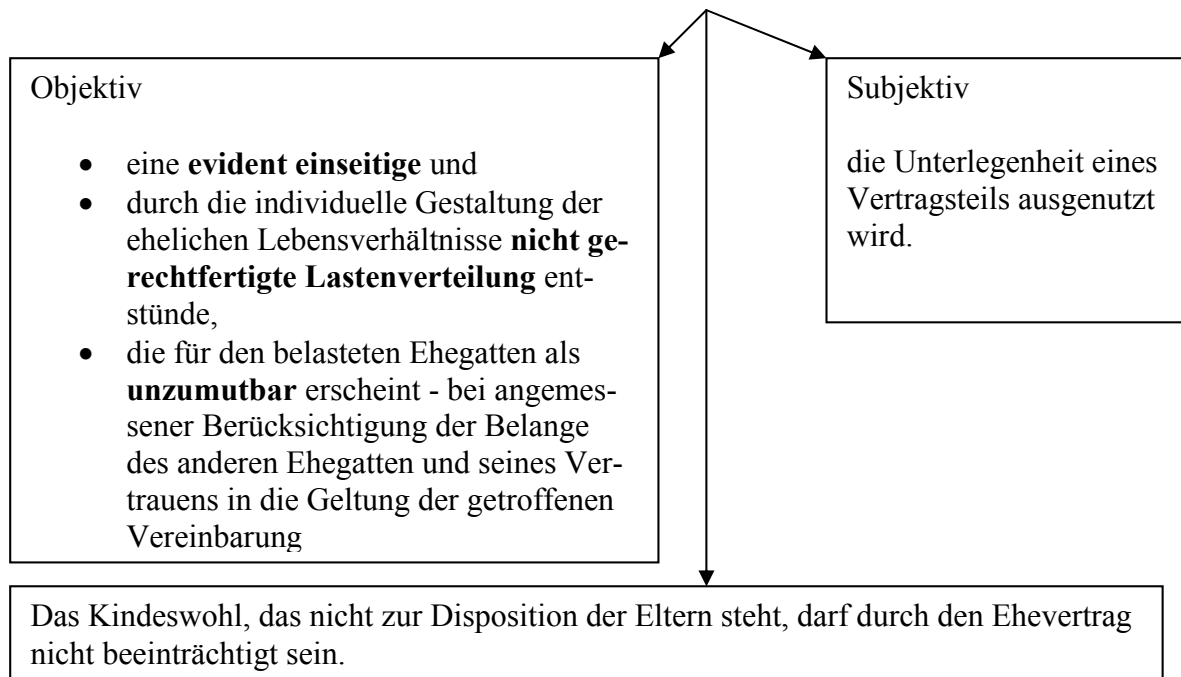 Objektiv
• eine evident einseitige und
• durch die individuelle Gestaltung der
ehelichen Lebensverhältnisse nicht ge-
rechtfertigte Lastenverteilung ent-
stünde,
• die für den belasteten Ehegatten als
unzumutbar erscheint - bei angemes-
sener Berücksichtigung der Belange
des anderen Ehegatten und seines Ver-
trauens in die Geltung der getroffenen
Vereinbarung
Subjektiv
die Unterlegenheit eines
Vertragsteils ausgenutzt
wird.
Das Kindeswohl, das nicht zur Disposition der Eltern steht, darf durch den Ehevertrag
nicht beeinträchtigt sein.